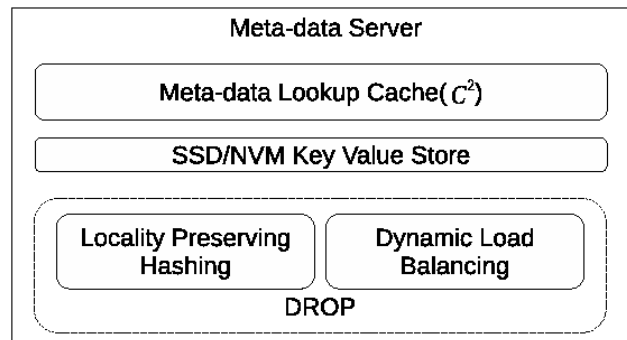 Meta-data Server
Meta-data Lookup Cache(C²)
SSD/NVM Key Value Store
Locality Preserving
Hashing
Dynamic Load
Balancing
DROP